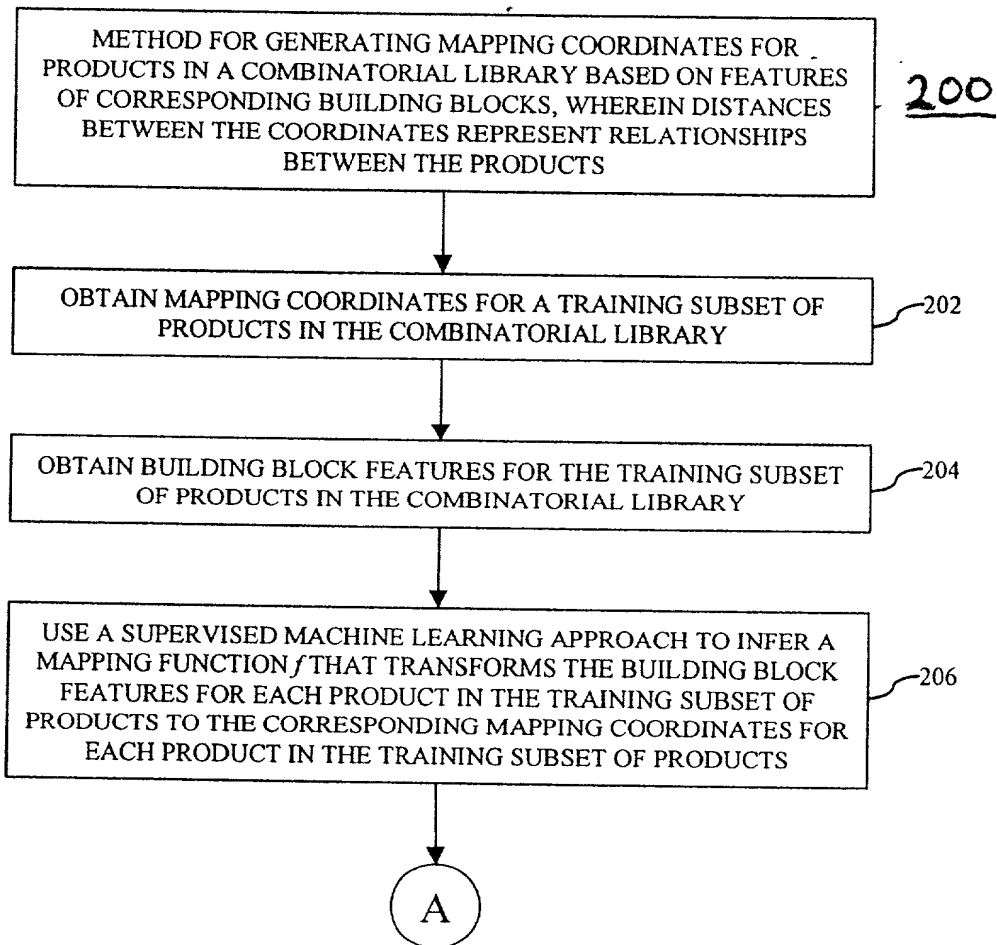 METHOD FOR GENERATING MAPPING COORDINATES FOR
PRODUCTS IN A COMBINATORIAL LIBRARY BASED ON FEATURES
OF CORRESPONDING BUILDING BLOCKS, WHEREIN DISTANCES
BETWEEN THE COORDINATES REPRESENT RELATIONSHIPS
BETWEEN THE PRODUCTS
200
OBTAIN MAPPING COORDINATES FOR A TRAINING SUBSET OF
PRODUCTS IN THE COMBINATORIAL LIBRARY
202
OBTAIN BUILDING BLOCK FEATURES FOR THE TRAINING SUBSET
OF PRODUCTS IN THE COMBINATORIAL LIBRARY
204
USE A SUPERVISED MACHINE LEARNING APPROACH TO INFER A
MAPPING FUNCTION f THAT TRANSFORMS THE BUILDING BLOCK
FEATURES FOR EACH PRODUCT IN THE TRAINING SUBSET OF
PRODUCTS TO THE CORRESPONDING MAPPING COORDINATES FOR
EACH PRODUCT IN THE TRAINING SUBSET OF PRODUCTS
206
A